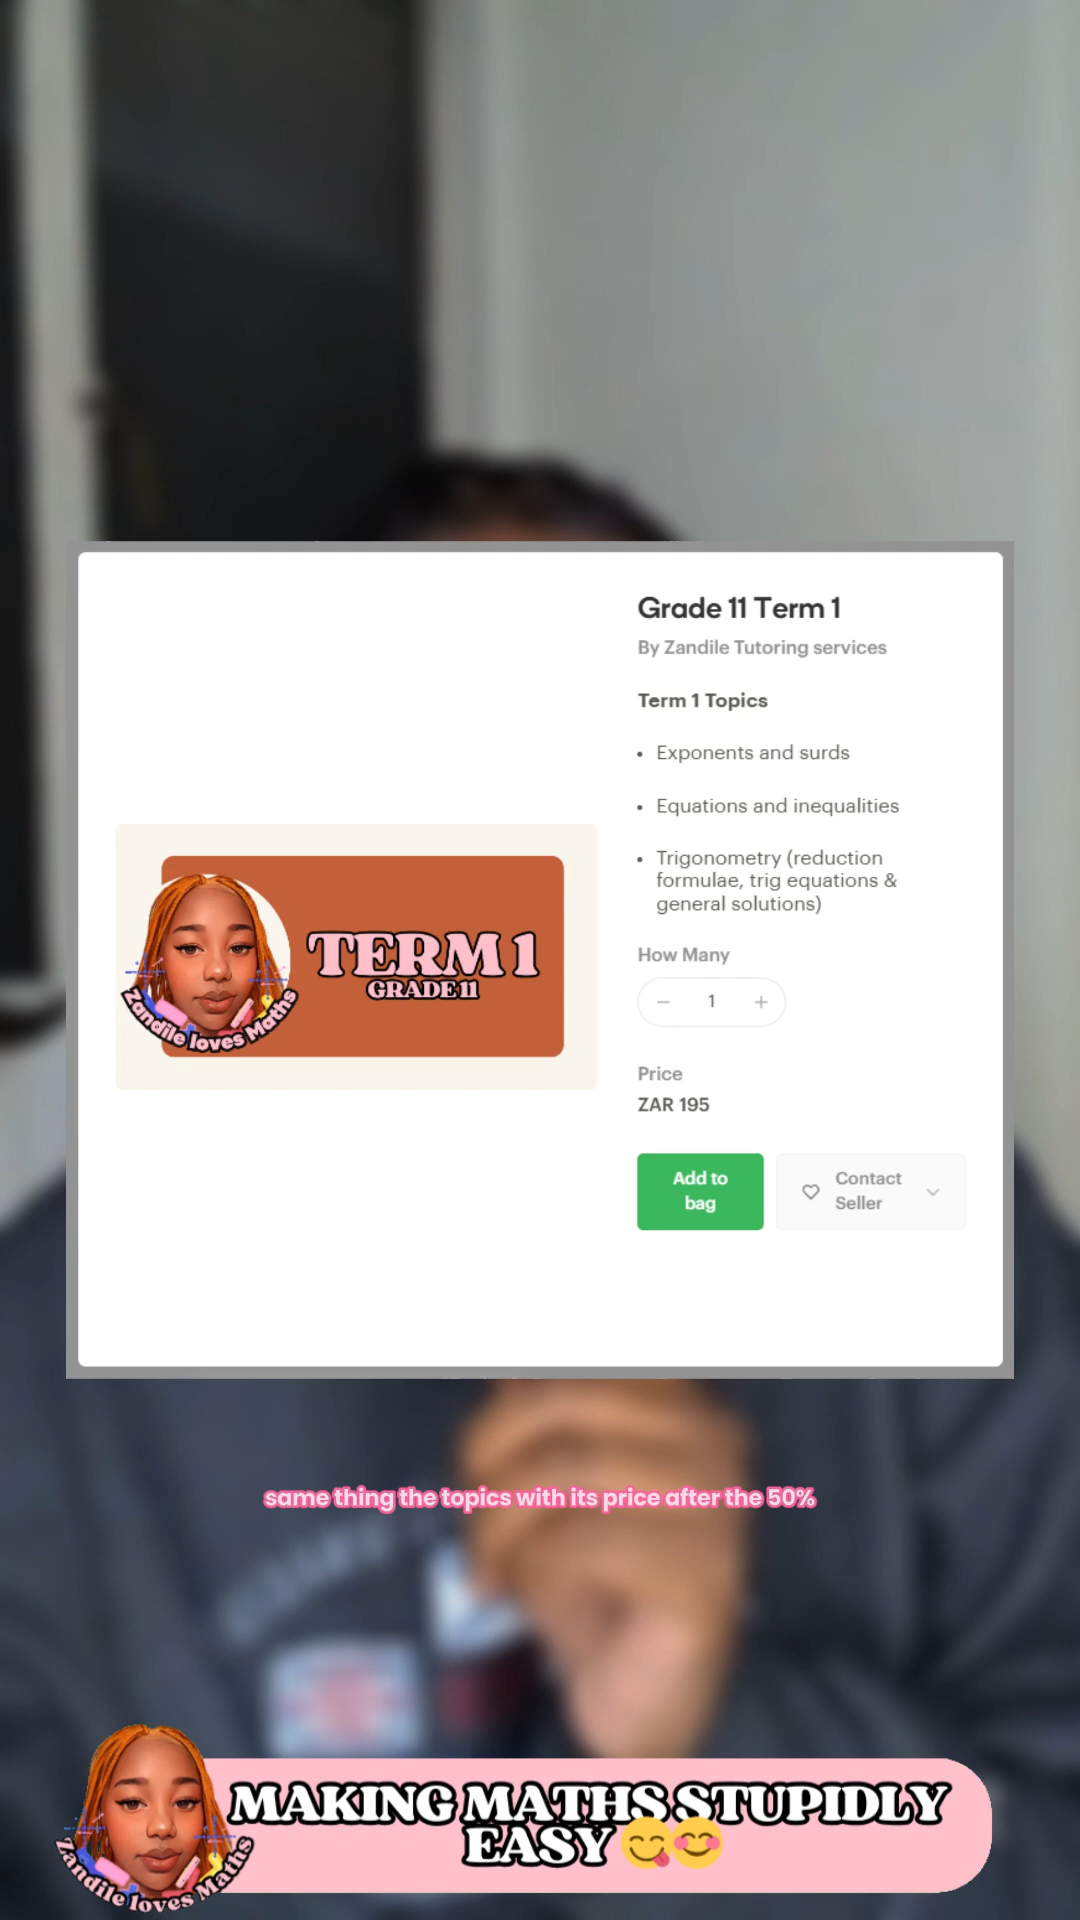 Grade 11 Term 1
By Zandile Tutoring services
Term 1 Topics
• Exponents and surds
• Equations and inequalities
• Trigonometry (reduction
formulae, trig equations &
general solutions)
How Many
− 1 +
Price
ZAR 195
Add to
bag
Contact
Seller
TERM 1
GRADE 11
Zandile loves Maths
same thing the topics with its price after the 50%
MAKING MATHS STUPIDLY
EASY 😋😊
Zandile loves Maths